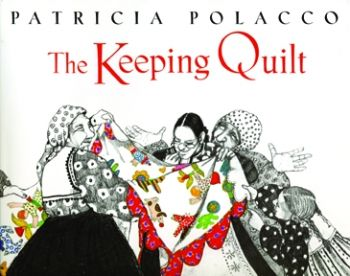 PATRICIA POLACCO
The Keeping Quilt